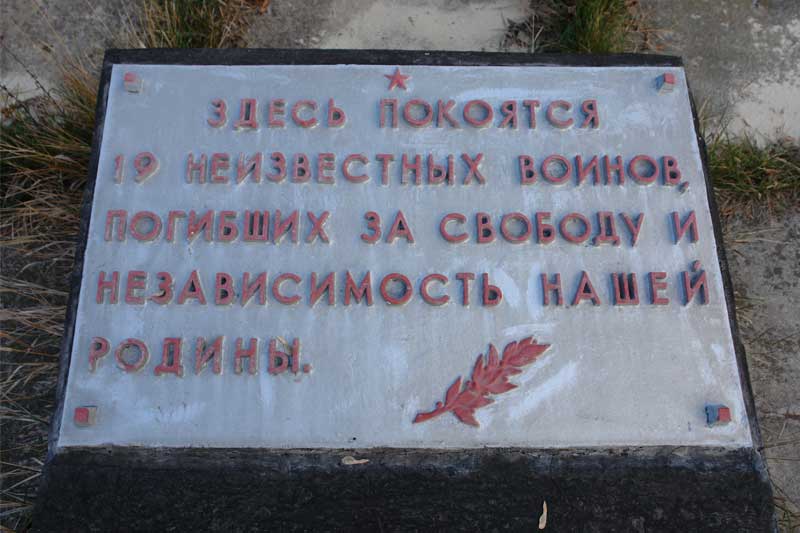 ЗДЕСЬ ПОКОЯТСЯ
19 НЕИЗВЕСТНЫХ ВОИНОВ,
ПОГИБШИХ ЗА СВОБОДУ И
НЕЗАВИСИМОСТЬ НАШЕЙ
РОДИНЫ.